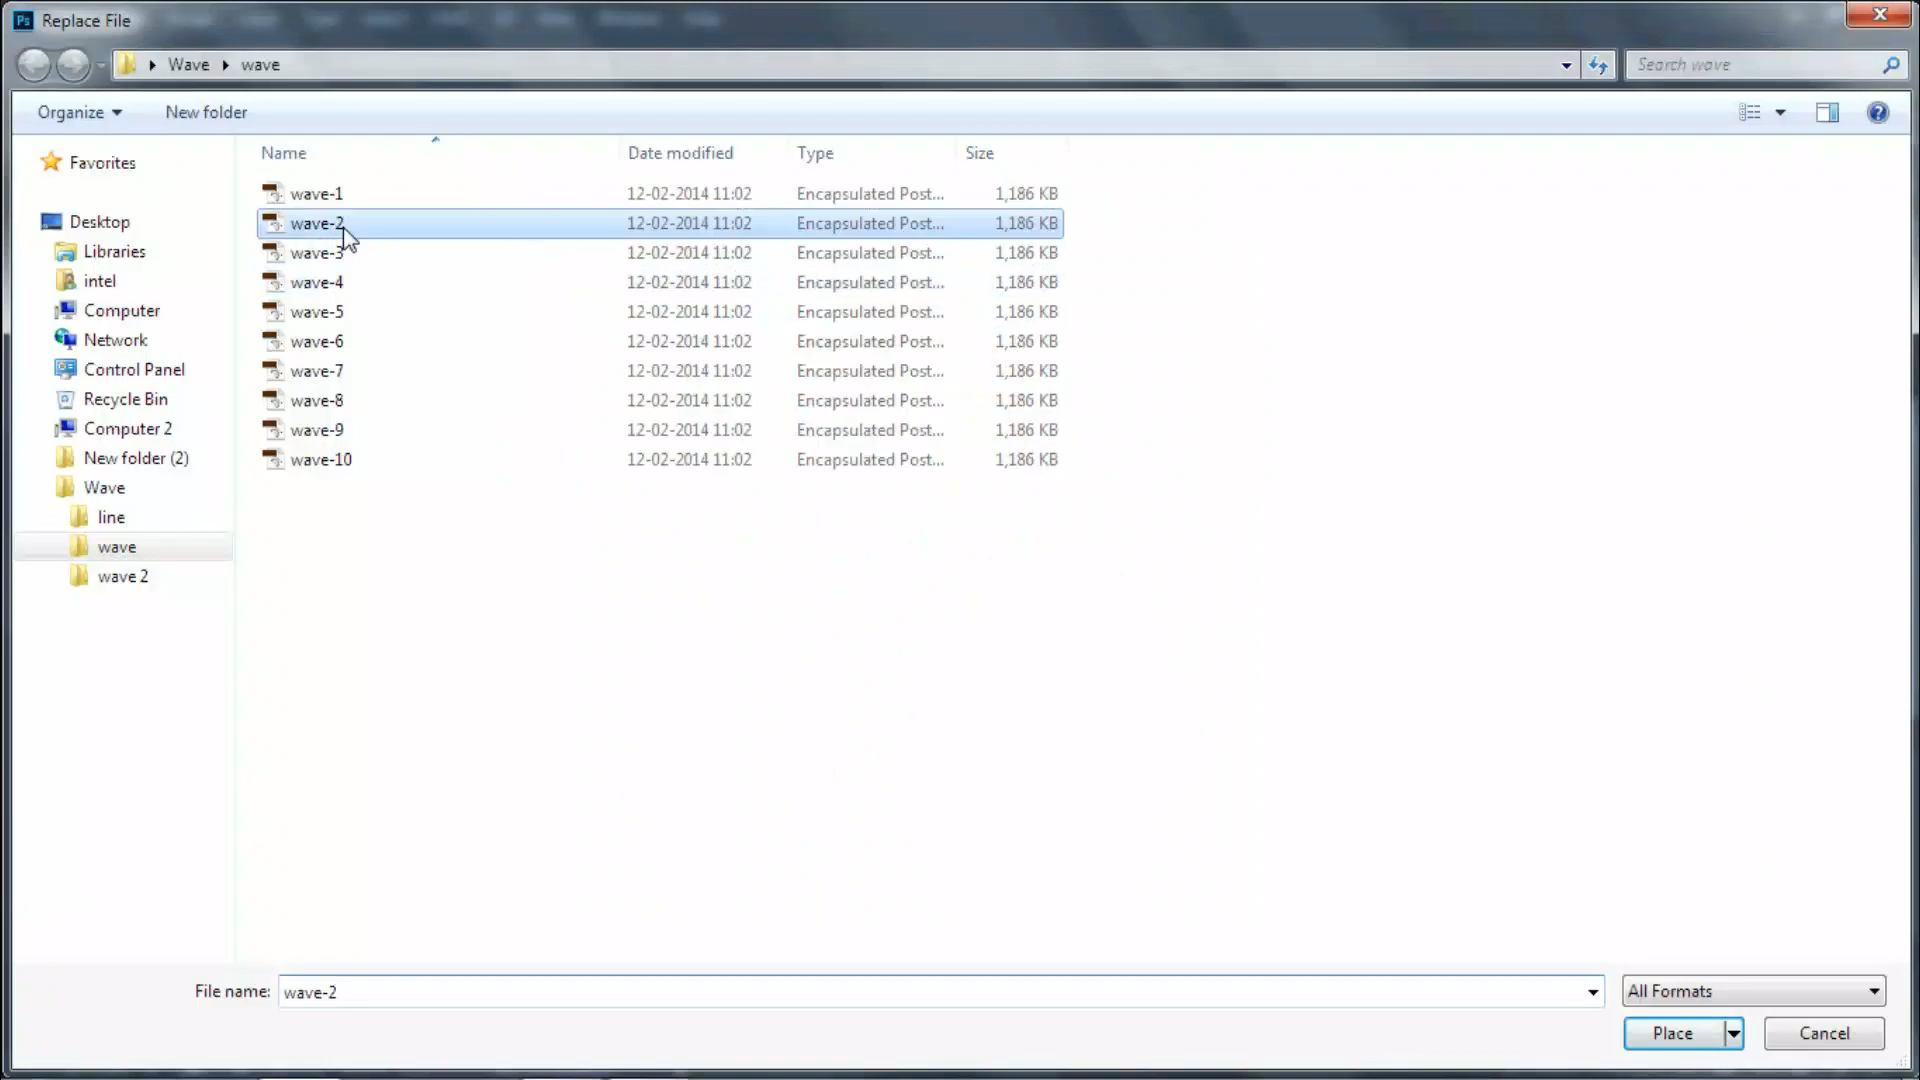 Ps Replace File
Wave wave
Search wave
Organize New folder
Name Date modified Type Size
Favorites
Desktop
Libraries
intel
Computer
Network
Control Panel
Recycle Bin
Computer 2
New folder (2)
Wave
line
wave
wave 2
wave-1 12-02-2014 11:02 Encapsulated Post... 1,186 KB
wave-2 12-02-2014 11:02 Encapsulated Post... 1,186 KB
wave-3 12-02-2014 11:02 Encapsulated Post... 1,186 KB
wave-4 12-02-2014 11:02 Encapsulated Post... 1,186 KB
wave-5 12-02-2014 11:02 Encapsulated Post... 1,186 KB
wave-6 12-02-2014 11:02 Encapsulated Post... 1,186 KB
wave-7 12-02-2014 11:02 Encapsulated Post... 1,186 KB
wave-8 12-02-2014 11:02 Encapsulated Post... 1,186 KB
wave-9 12-02-2014 11:02 Encapsulated Post... 1,186 KB
wave-10 12-02-2014 11:02 Encapsulated Post... 1,186 KB
File name: wave-2 All Formats
Place Cancel